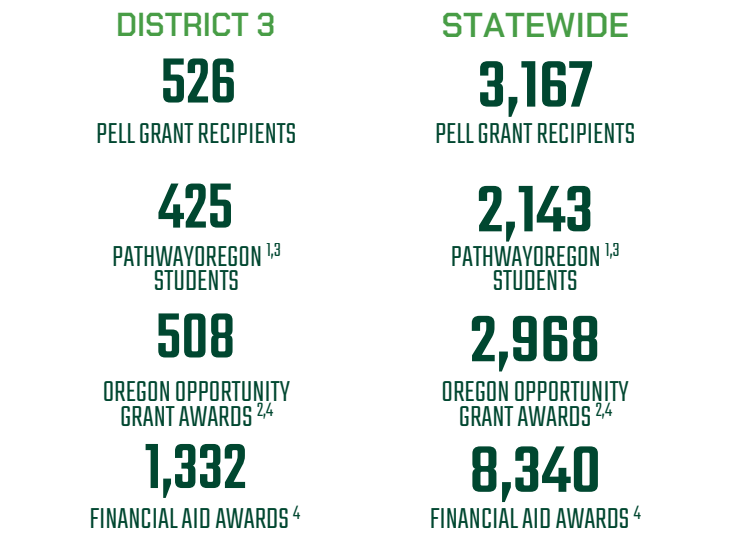 DISTRICT 3
526
PELL GRANT RECIPIENTS
425
PATHWAYOREGON 1,3
STUDENTS
508
OREGON OPPORTUNITY
GRANT AWARDS 2,4
1,332
FINANCIAL AID AWARDS 4
STATEWIDE
3,167
PELL GRANT RECIPIENTS
2,143
PATHWAYOREGON 1,3
STUDENTS
2,968
OREGON OPPORTUNITY
GRANT AWARDS 2,4
8,340
FINANCIAL AID AWARDS 4